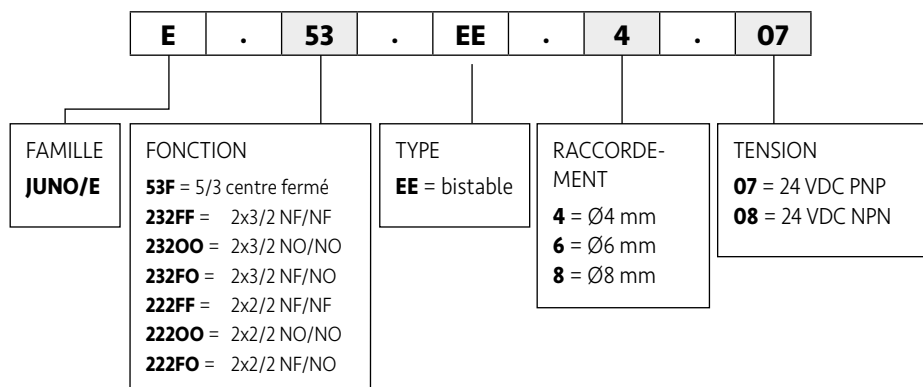 E . 53 . EE . 4 . 07
FAMILLE
JUNO/E
FONCTION
53F = 5/3 centre fermé
232FF = 2x3/2 NF/NF
232OO = 2x3/2 NO/NO
232FO = 2x3/2 NF/NO
222FF = 2x2/2 NF/NF
222OO = 2x2/2 NO/NO
222FO = 2x2/2 NF/NO
TYPE
EE = bistable
RACCORDE-
MENT
4 = Ø4 mm
6 = Ø6 mm
8 = Ø8 mm
TENSION
07 = 24 VDC PNP
08 = 24 VDC NPN